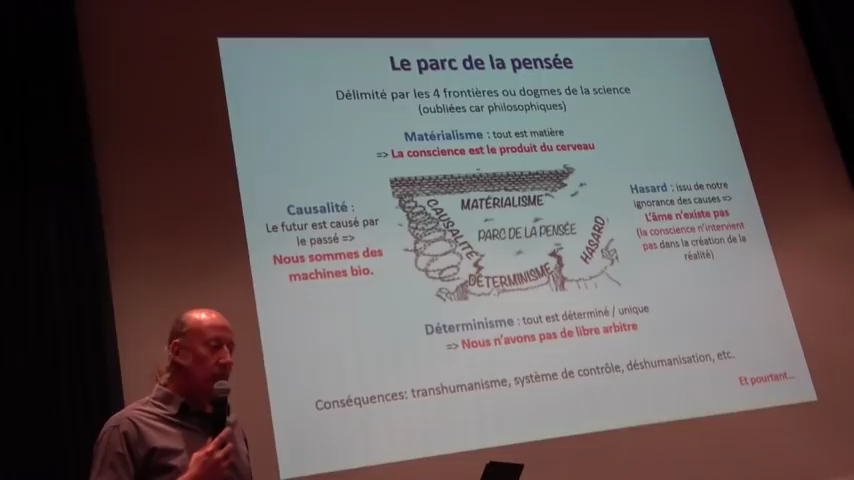 Le parc de la pensée
Délimité par les 4 frontières ou dogmes de la science
(oubliées car philosophiques)
Matérialisme : tout est matière
=> La conscience est le produit du cerveau
Causalité :
Le futur est causé par
le passé =>
Nous sommes des
machines bio.
MATÉRIALISME
CAUSALITÉ
PARC DE LA PENSÉE
HASARD
DÉTERMINISME
Hasard : issu de notre
ignorance des causes =>
L'âme n'existe pas
(la conscience n'intervient
pas dans la création de la
réalité)
Déterminisme : tout est déterminé / unique
=> Nous n'avons pas de libre arbitre
Conséquences: transhumanisme, système de contrôle, déshumanisation, etc.
Et pourtant...